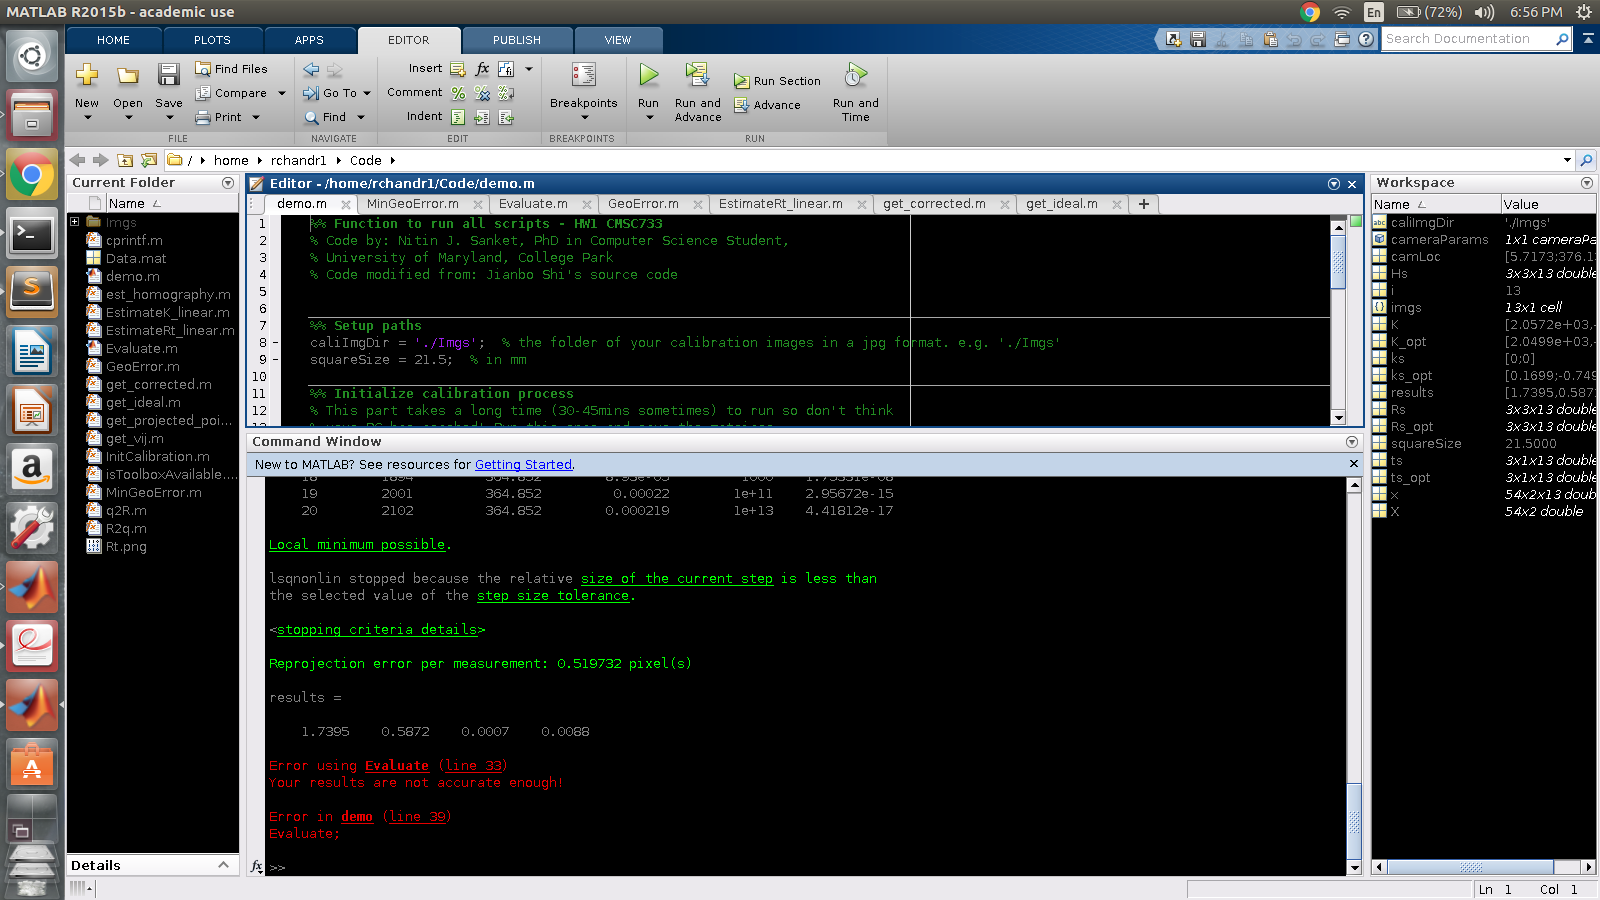 MATLAB R2015b - academic use
En
(72%)
6:56 PM
HOME
PLOTS
APPS
EDITOR
PUBLISH
VIEW
Search Documentation
New
Open
Save
Find Files
Compare
Print
FILE
Go To
Find
NAVIGATE
Insert
fx
Comment
Indent
EDIT
Breakpoints
BREAKPOINTS
Run
Run and Advance
Run Section
Advance
Run and Time
RUN
/ home rchandr1 Code
Current Folder
Name
Imgs
cprintf.m
Data.mat
demo.m
est_homography.m
EstimateK_linear.m
EstimateRt_linear.m
Evaluate.m
GeoError.m
get_corrected.m
get_ideal.m
get_projected_poi...
get_vij.m
InitCalibration.m
isToolboxAvailable....
MinGeoError.m
q2R.m
R2q.m
Rt.png
Details
Editor - /home/rchandr1/Code/demo.m
demo.m
MinGeoError.m
Evaluate.m
GeoError.m
EstimateRt_linear.m
get_corrected.m
get_ideal.m
1 %% Function to run all scripts - HW1 CMSC733
2 % Code by: Nitin J. Sanket, PhD in Computer Science Student,
3 % University of Maryland, College Park
4 % Code modified from: Jianbo Shi's source code
5
6
7 %% Setup paths
8 - caliImgDir = './Imgs'; % the folder of your calibration images in a jpg format. e.g. './Imgs'
9 - squareSize = 21.5; % in mm
10
11 %% Initialize calibration process
12 % This part takes a long time (30-45mins sometimes) to run so don't think
Command Window
New to MATLAB? See resources for Getting Started.
19 2001 364.852 0.00022 1e+11 2.95672e-15
20 2102 364.852 0.000219 1e+13 4.41812e-17
Local minimum possible.
lsqnonlin stopped because the relative size of the current step is less than
the selected value of the step size tolerance.
<stopping criteria details>
Reprojection error per measurement: 0.519732 pixel(s)
results =
1.7395 0.5872 0.0007 0.0088
Error using Evaluate (line 33)
Your results are not accurate enough!
Error in demo (line 39)
Evaluate;
fx >>
Workspace
Name Value
caliImgDir './Imgs'
cameraParams 1x1 cameraPa
camLoc [5.7173;376.1
Hs 3x3x13 double
i 13
imgs 13x1 cell
K [2.0572e+03,
K_opt [2.0499e+03,
ks [0;0]
ks_opt [0.1699;-0.749
results [1.7395,0.587
Rs 3x3x13 double
Rs_opt 3x3x13 double
squareSize 21.5000
ts 3x1x13 double
ts_opt 3x1x13 double
x 54x2x13 doub
X 54x2 double
Ln 1 Col 1